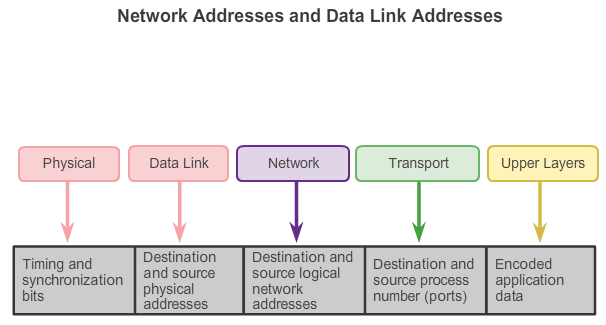 Network Addresses and Data Link Addresses
Physical
Data Link
Network
Transport
Upper Layers
Timing and
synchronization
bits
Destination
and source
physical
addresses
Destination and
source logical
network
addresses
Destination and
source process
number (ports)
Encoded
application
data